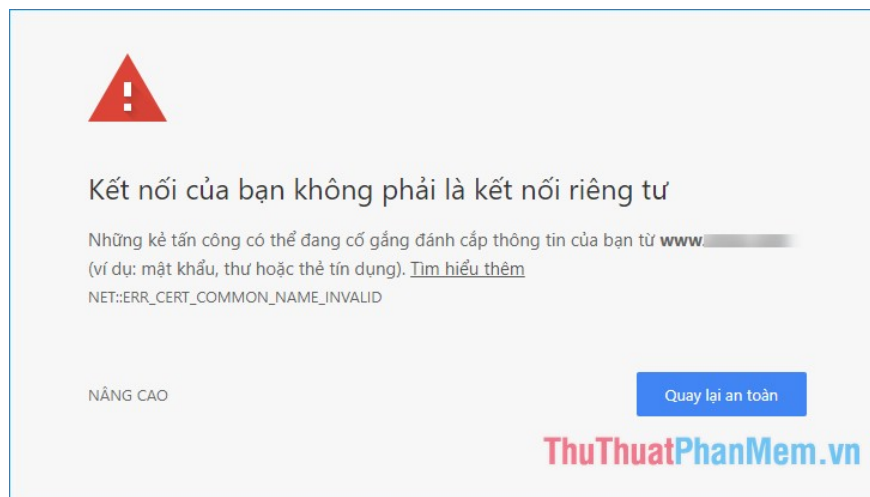 Kết nối của bạn không phải là kết nối riêng tư
Những kẻ tấn công có thể đang cố gắng đánh cắp thông tin của bạn từ www.
(ví dụ: mật khẩu, thư hoặc thẻ tín dụng). Tìm hiểu thêm
NET::ERR_CERT_COMMON_NAME_INVALID
NÂNG CAO
Quay lại an toàn
ThuThuatPhanMem.vn